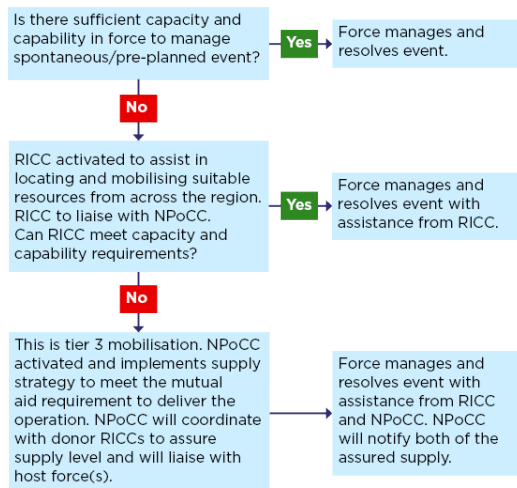 Is there sufficient capacity and
capability in force to manage
spontaneous/pre-planned event?
Yes
Force manages and
resolves event.
No
RICC activated to assist in
locating and mobilising suitable
resources from across the region.
RICC to liaise with NPoCC.
Can RICC meet capacity and
capability requirements?
Yes
Force manages and
resolves event with
assistance from RICC.
No
This is tier 3 mobilisation. NPoCC
activated and implements supply
strategy to meet the mutual
aid requirement to deliver the
operation. NPoCC will coordinate
with donor RICCs to assure
supply level and will liaise with
host force(s).
Force manages and
resolves event with
assistance from RICC
and NPoCC. NPoCC
will notify both of the
assured supply.